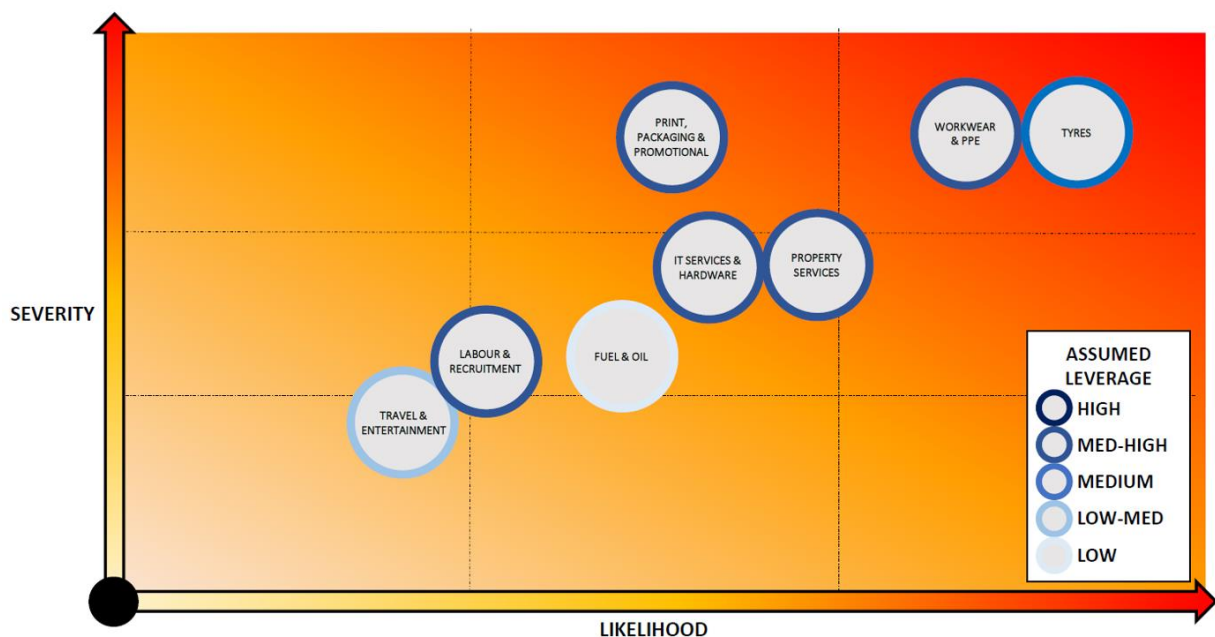 PRINT,
PACKAGING &
PROMOTIONAL
WORKWEAR
& PPE
TYRES
IT SERVICES &
HARDWARE
PROPERTY
SERVICES
SEVERITY
LABOUR &
RECRUITMENT
FUEL & OIL
TRAVEL &
ENTERTAINMENT
ASSUMED
LEVERAGE
HIGH
MED-HIGH
MEDIUM
LOW-MED
LOW
LIKELIHOOD